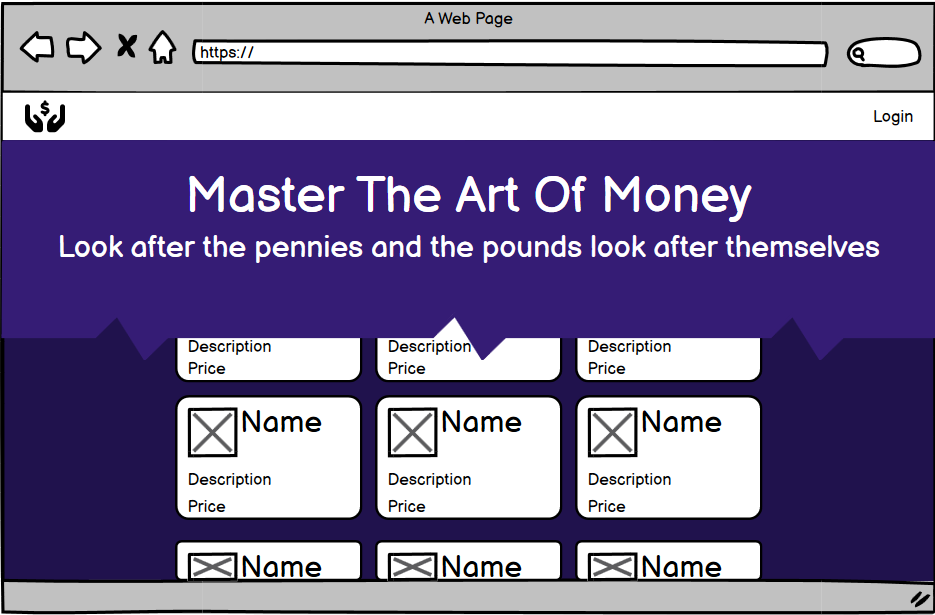 A Web Page
https://
$
Login
Master The Art Of Money
Look after the pennies and the pounds look after themselves
Description Description Description
Price Price Price
Name Name Name
Description Description Description
Price Price Price
Name Name Name